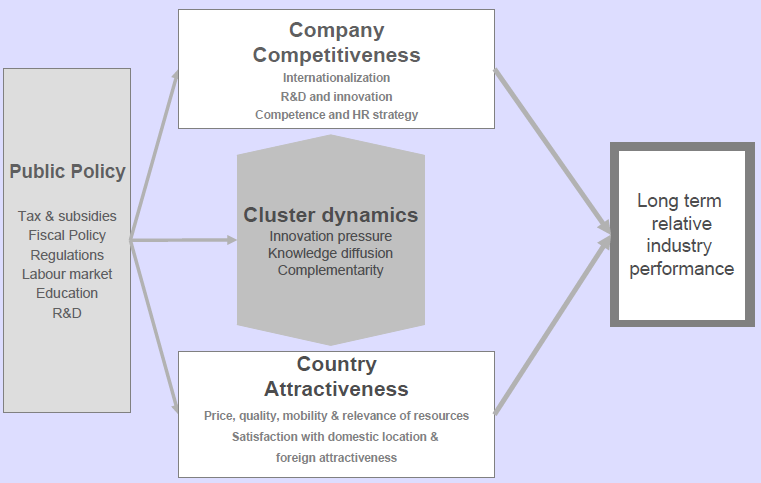 Public Policy
Tax & subsidies
Fiscal Policy
Regulations
Labour market
Education
R&D
Company
Competitiveness
Internationalization
R&D and innovation
Competence and HR strategy
Cluster dynamics
Innovation pressure
Knowledge diffusion
Complementarity
Country
Attractiveness
Price, quality, mobility & relevance of resources
Satisfaction with domestic location &
foreign attractiveness
Long term
relative
industry
performance